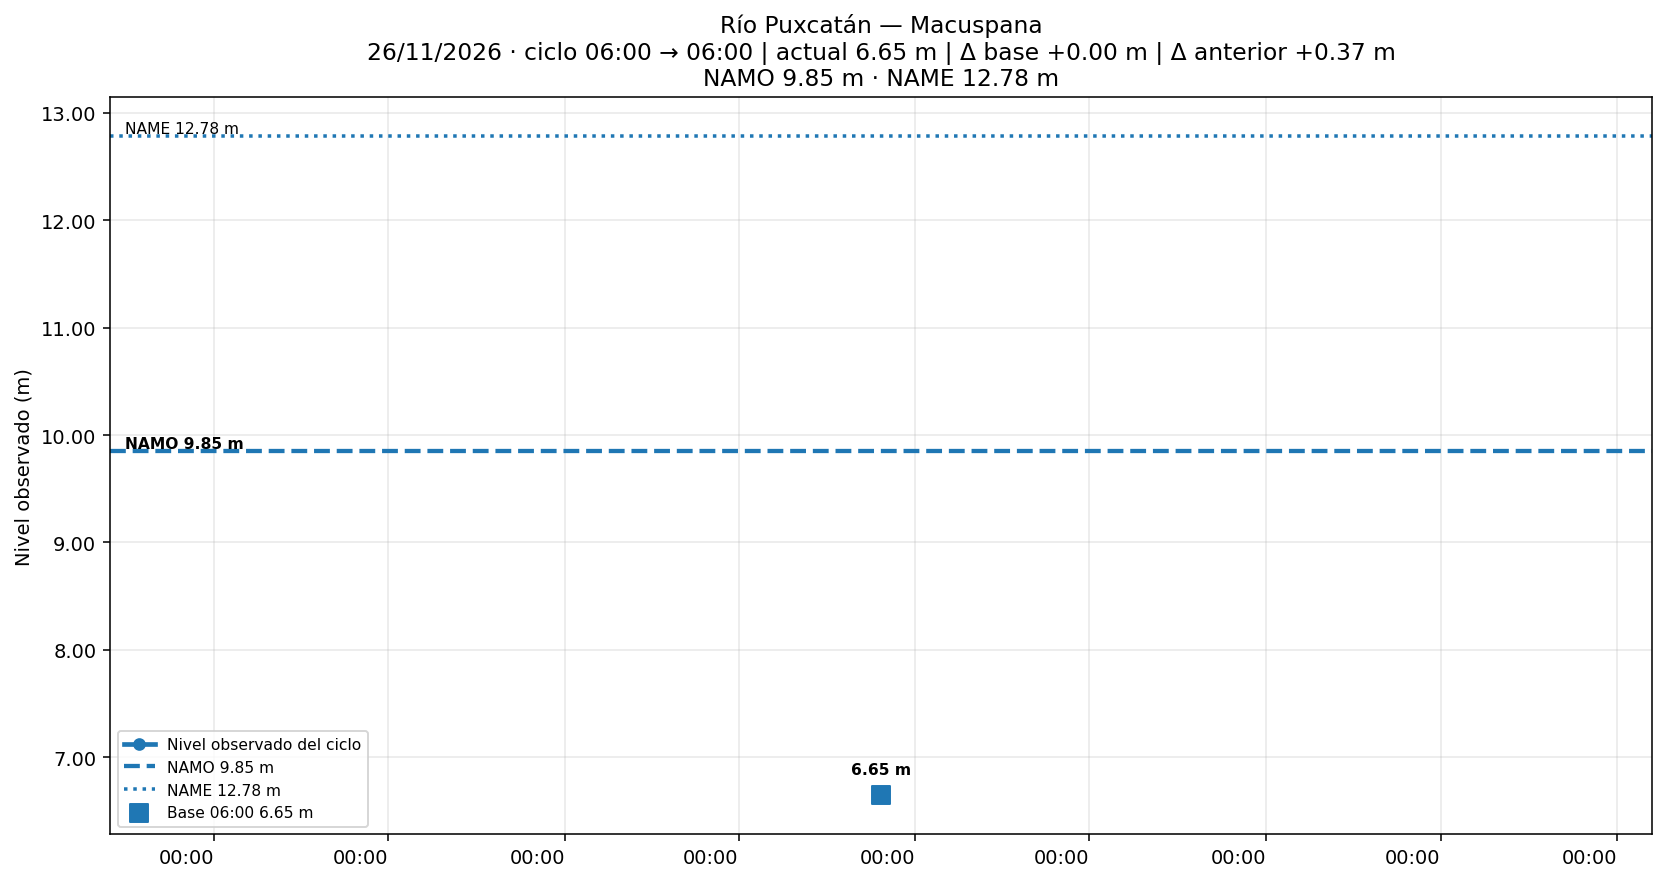 Río Puxcatán — Macuspana
26/11/2026 · ciclo 06:00 → 06:00 | actual 6.65 m | Δ base +0.00 m | Δ anterior +0.37 m
NAMO 9.85 m · NAME 12.78 m
13.00
NAME 12.78 m
12.00
11.00
10.00
NAMO 9.85 m
9.00
8.00
7.00
Nivel observado (m)
6.65 m
Nivel observado del ciclo
NAMO 9.85 m
NAME 12.78 m
Base 06:00 6.65 m
00:00 00:00 00:00 00:00 00:00 00:00 00:00 00:00 00:00